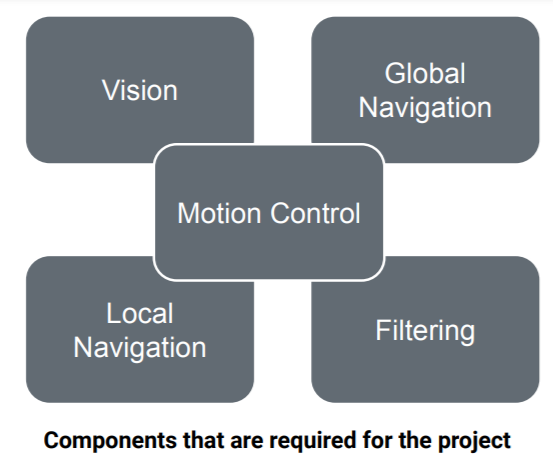 Vision
Global
Navigation
Motion Control
Local
Navigation
Filtering
Components that are required for the project